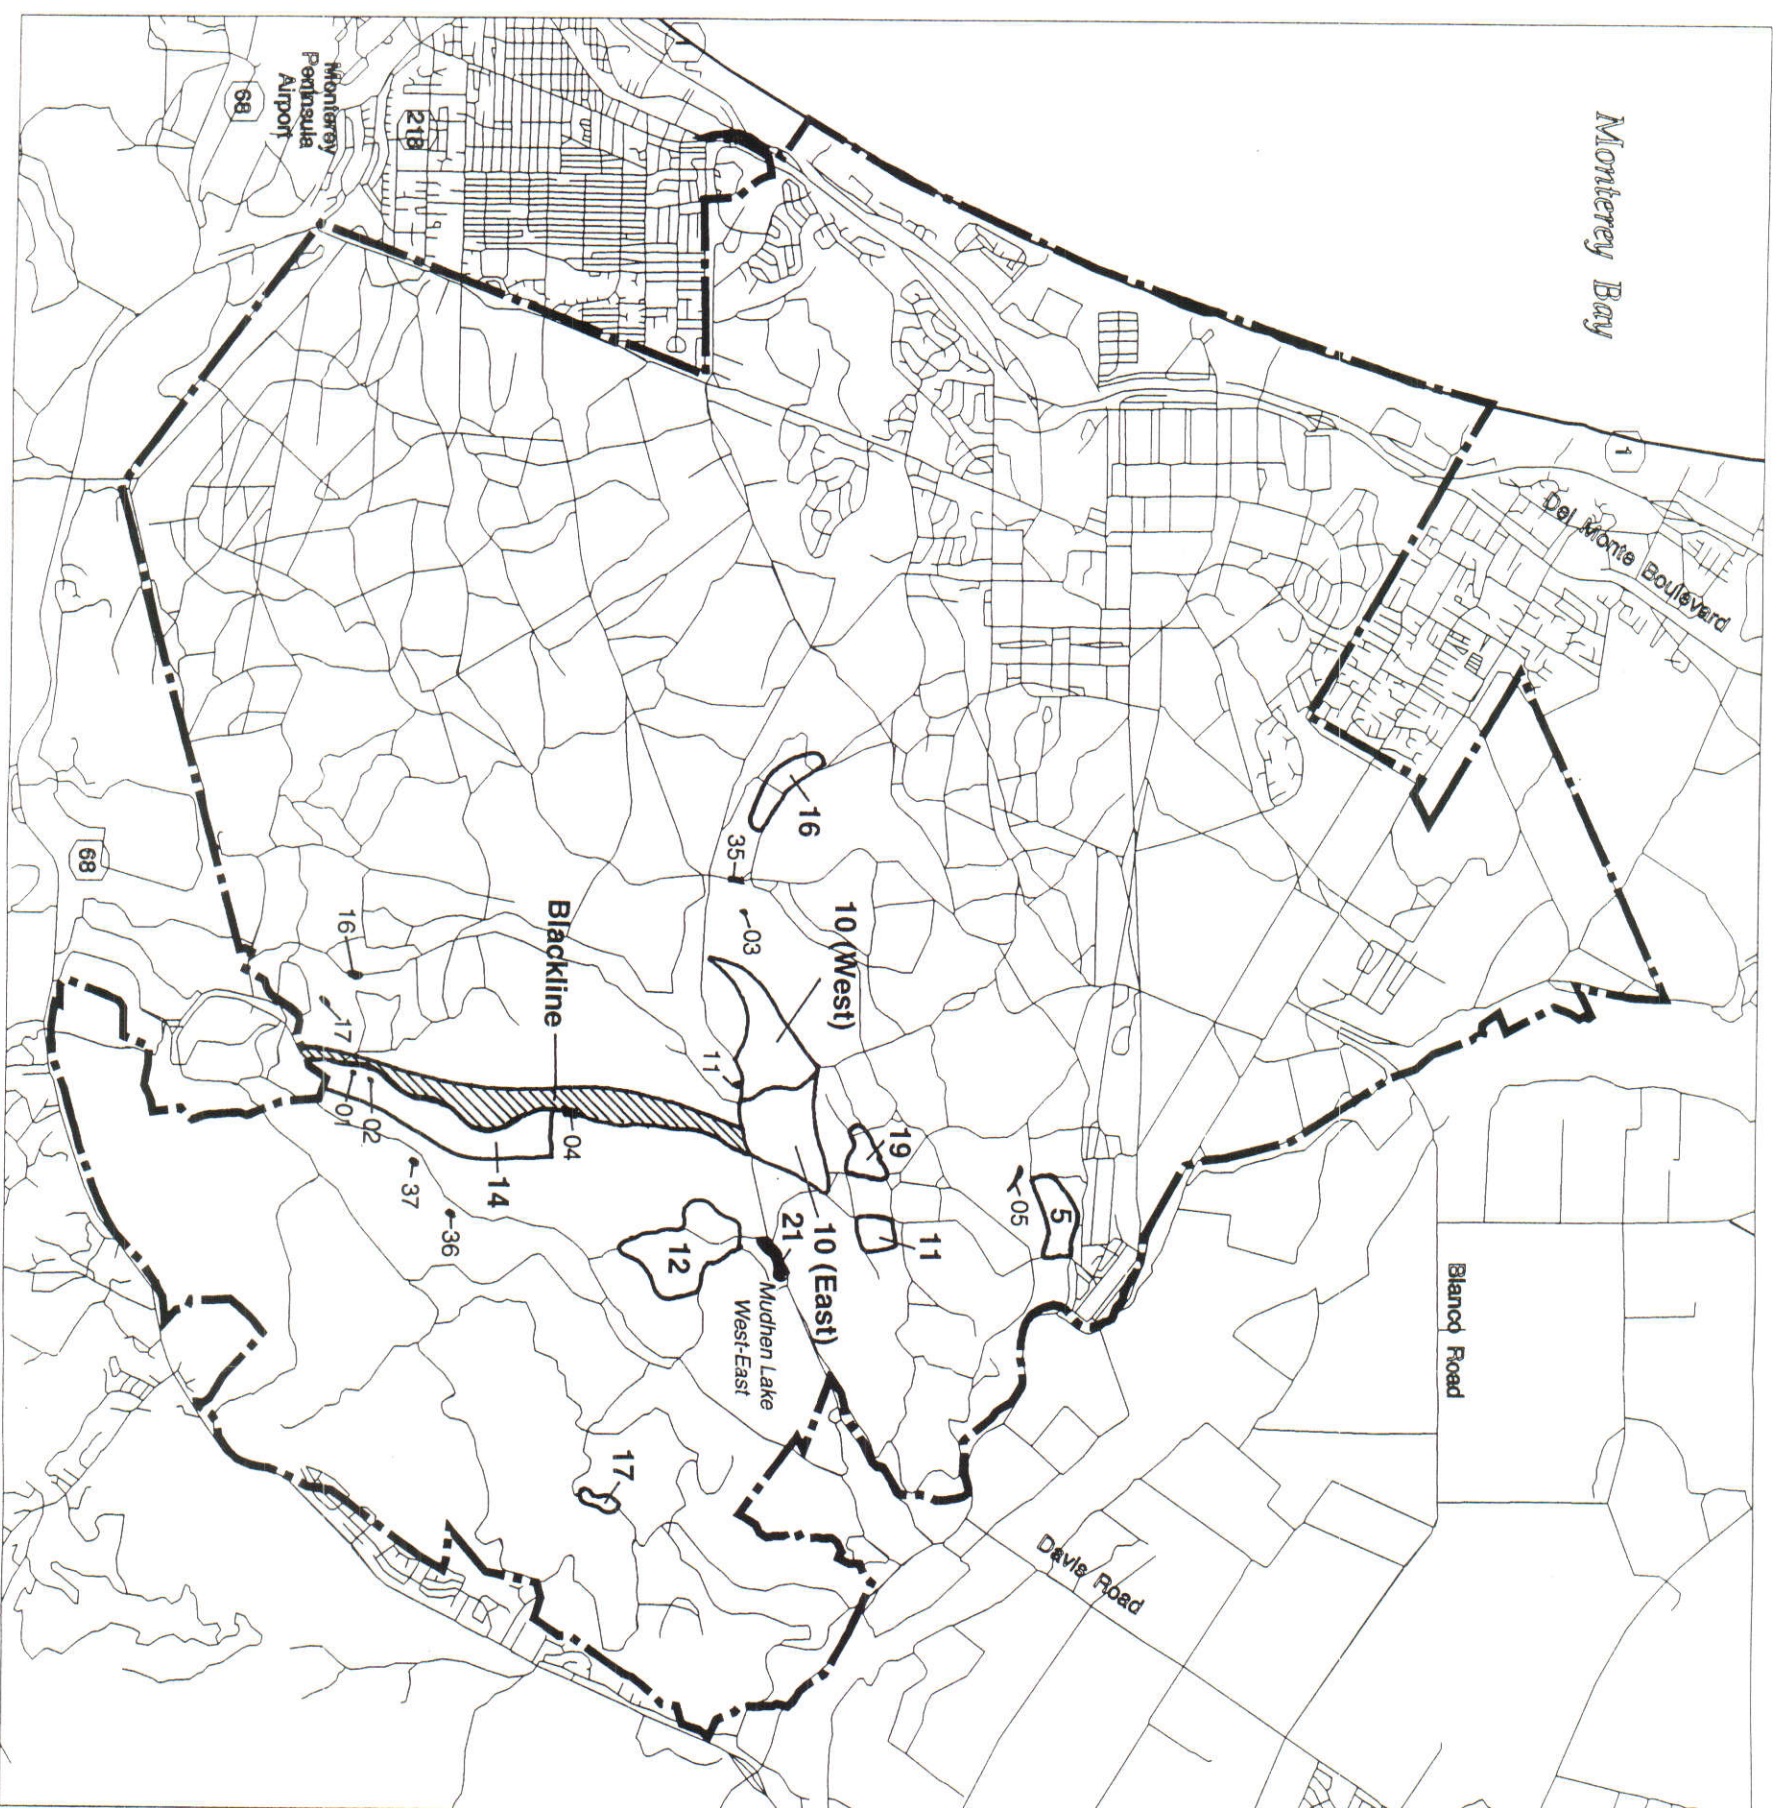 Monterey Bay
1
1
Del Monte Boulevard
218
68
Monterey
Peninsula
Airport
Blanco Road
Davis Road
16
35
03
10 (West)
11
19
11
05
5
10 (East)
21
Mudhen Lake
West-East
12
17
Blackline
04
14
16
17
01
02
37
36
68